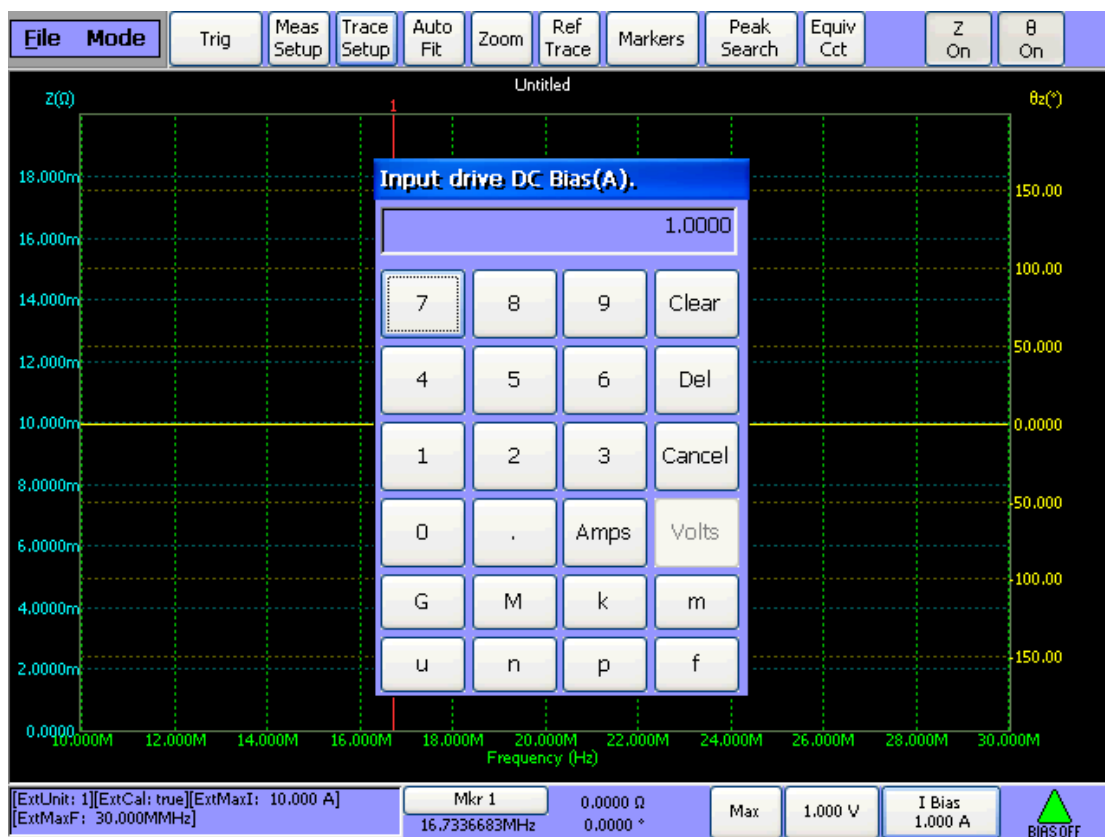 File Mode Trig Meas Setup Trace Setup Auto Fit Zoom Ref Trace Markers Peak Search Equiv Cct Z On θ On
Untitled
Z(Ω) θz(°)
1
18.000m
16.000m
14.000m
12.000m
10.000m
8.0000m
6.0000m
4.0000m
2.0000m
0.0000
Input drive DC Bias(A).
1.0000
7 8 9 Clear
4 5 6 Del
1 2 3 Cancel
0 . Amps Volts
G M k m
u n p f
150.00
100.00
50.000
0.0000
-50.000
-100.00
-150.00
10.000M 12.000M 14.000M 16.000M 18.000M 20.000M 22.000M 24.000M 26.000M 28.000M 30.000M
Frequency (Hz)
[ExtUnit: 1][ExtCal: true][ExtMaxI: 10.000 A]
[ExtMaxF: 30.000MMHz]
Mkr 1 0.0000 Ω
16.7336683MHz 0.0000 °
Max 1.000 V I Bias
1.000 A
BIAS OFF